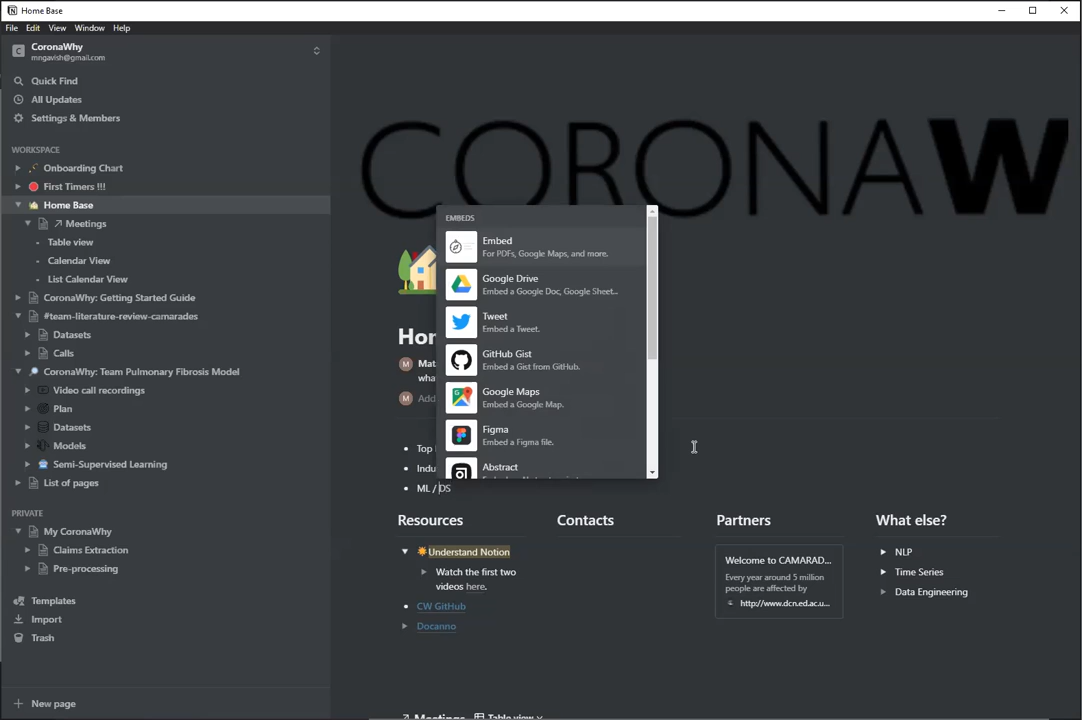 Home Base
File Edit View Window Help
C CoronaWhy
mngavish@gmail.com
Quick Find
All Updates
Settings & Members
WORKSPACE
Onboarding Chart
First Timers !!!
Home Base
Meetings
Table view
Calendar View
List Calendar View
CoronaWhy: Getting Started Guide
#team-literature-review-camarades
Datasets
Calls
CoronaWhy: Team Pulmonary Fibrosis Model
Video call recordings
Plan
Datasets
Models
Semi-Supervised Learning
List of pages
PRIVATE
My CoronaWhy
Claims Extraction
Pre-processing
Templates
Import
Trash
+ New page
CORONAW
EMBEDS
Embed
For PDFs, Google Maps, and more.
Google Drive
Embed a Google Doc, Google Sheet...
Tweet
Embed a Tweet.
GitHub Gist
Embed a Gist from GitHub.
Google Maps
Embed a Google Map.
Figma
Embed a Figma file.
Abstract
Hom
M Mat
wha
M Add
Top
Indu
ML / DS
Resources
Understand Notion
Watch the first two
videos here.
CW GitHub
Docanno
Contacts
Partners
Welcome to CAMARAD...
Every year around 5 million
people are affected by
http://www.dcn.ed.ac.u...
What else?
NLP
Time Series
Data Engineering
Meetings Table view